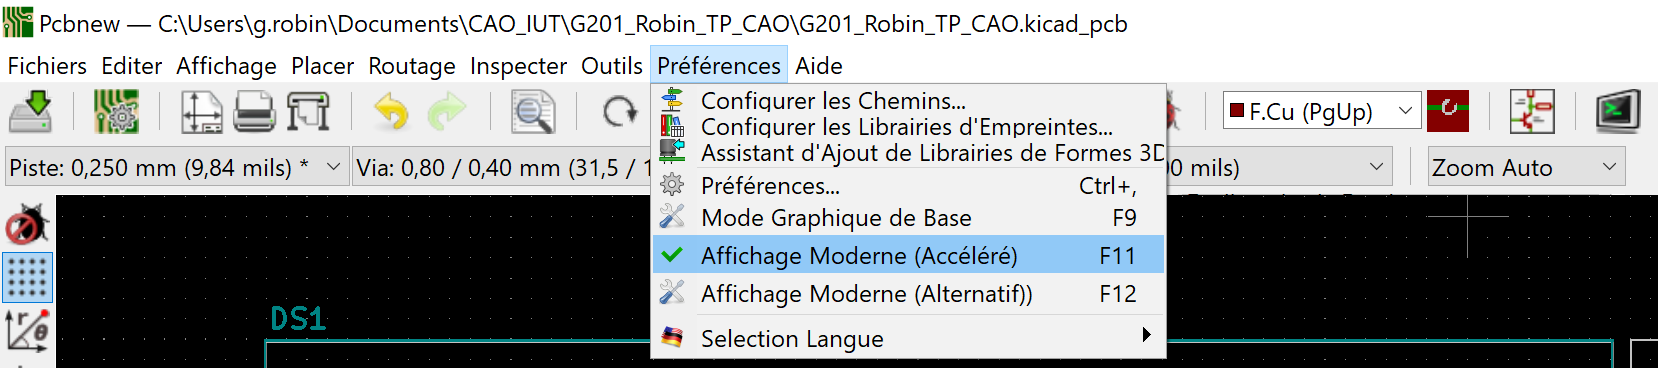 Pcbnew — C:\Users\g.robin\Documents\CAO_IUT\G201_Robin_TP_CAO\G201_Robin_TP_CAO.kicad_pcb
Fichiers Editer Affichage Placer Routage Inspecter Outils Préférences Aide
F.Cu (PgUp)
Piste: 0,250 mm (9,84 mils) * Via: 0,80 / 0,40 mm (31,5 / 1
00 mils) Zoom Auto
Configurer les Chemins...
Configurer les Librairies d'Empreintes...
Assistant d'Ajout de Librairies de Formes 3D
Préférences... Ctrl+,
Mode Graphique de Base F9
Affichage Moderne (Accéléré) F11
Affichage Moderne (Alternatif)) F12
Selection Langue
DS1